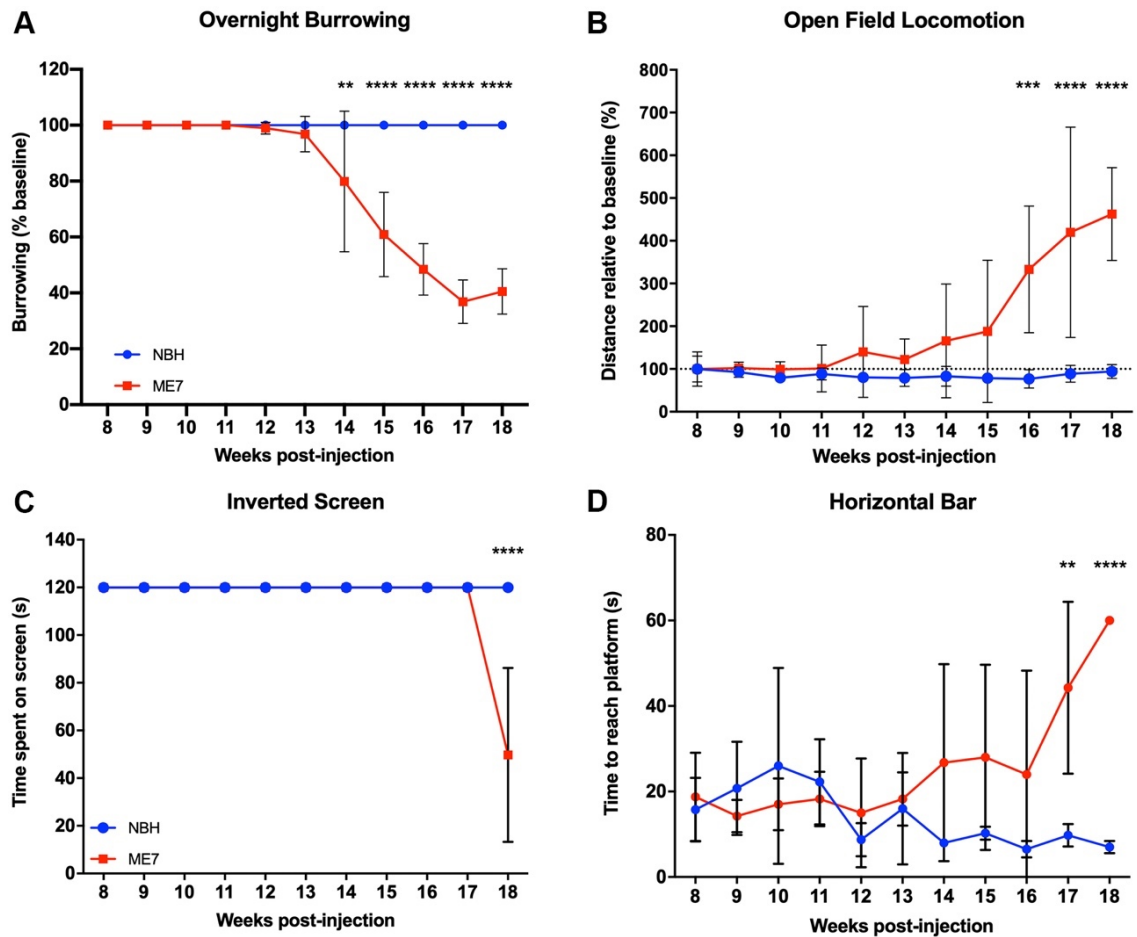 A
Overnight Burrowing
** **** **** **** ****
Burrowing (% baseline)
120
100
80
60
40
20
0
NBH
ME7
8 9 10 11 12 13 14 15 16 17 18
Weeks post-injection
B
Open Field Locomotion
*** **** ****
Distance relative to baseline (%)
800
700
600
500
400
300
200
100
0
8 9 10 11 12 13 14 15 16 17 18
Weeks post-injection
C
Inverted Screen
****
Time spent on screen (s)
140
120
100
80
60
40
20
0
NBH
ME7
8 9 10 11 12 13 14 15 16 17 18
Weeks post-injection
D
Horizontal Bar
** ****
Time to reach platform (s)
80
60
40
20
0
8 9 10 11 12 13 14 15 16 17 18
Weeks post-injection